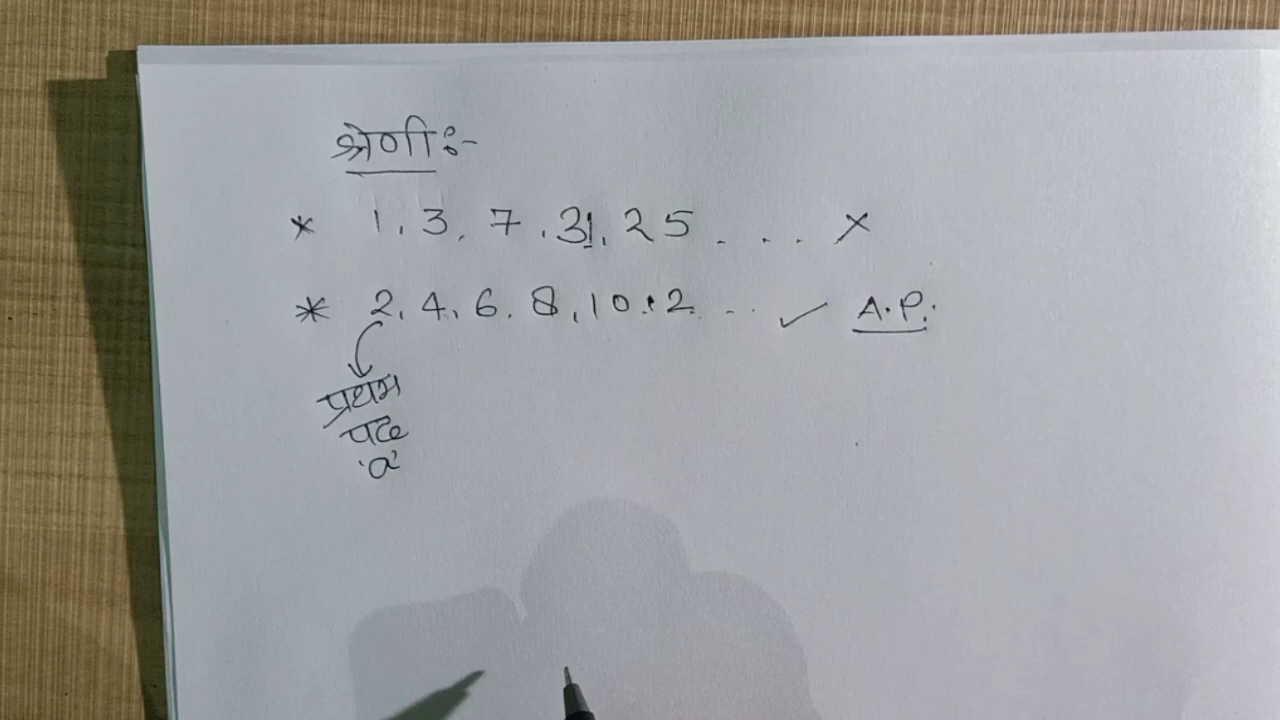 श्रेणी :-
* 1, 3, 7, 31, 25 . . . . ×
* 2, 4, 6, 8, 10, 12 . . . ✓ A.P.
प्रथम
पद
'a'